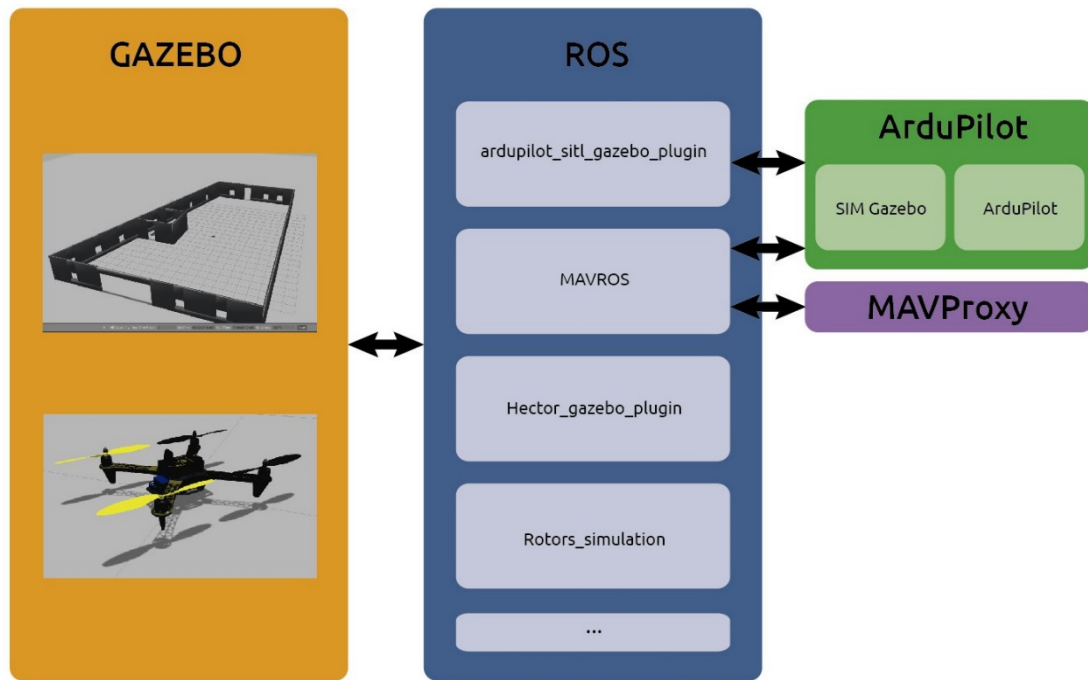 GAZEBO
ROS
ardupilot_sitl_gazebo_plugin
MAVROS
Hector_gazebo_plugin
Rotors_simulation
...
ArduPilot
SIM Gazebo
ArduPilot
MAVProxy